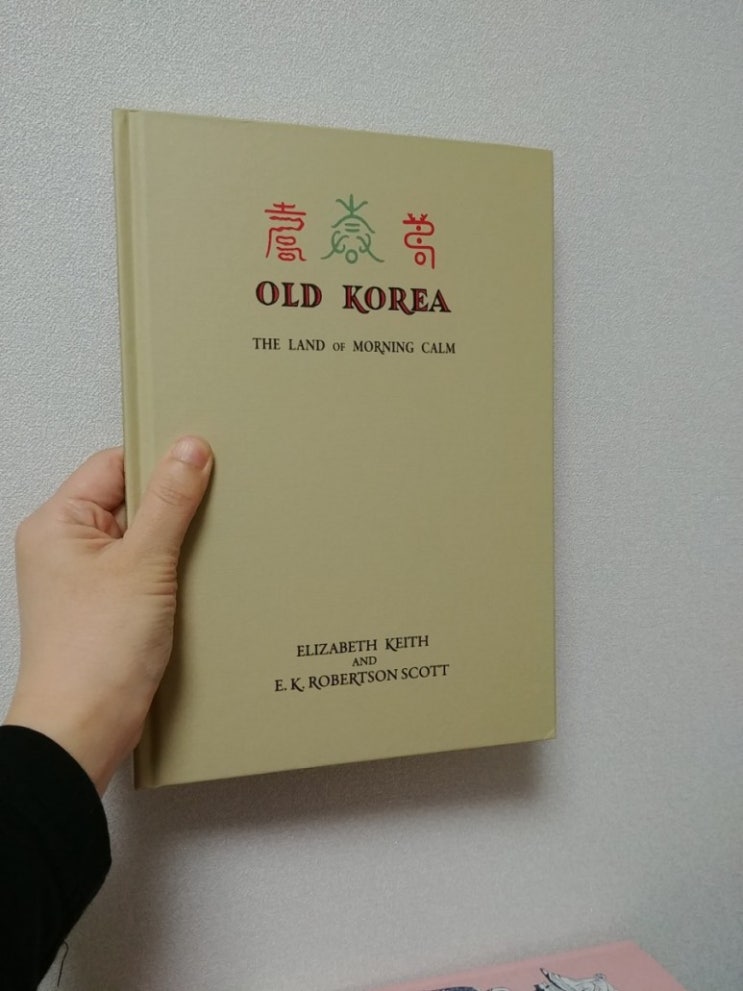 OLD KOREA
THE LAND OF MORNING CALM
ELIZABETH KEITH
AND
E. K. ROBERTSON SCOTT